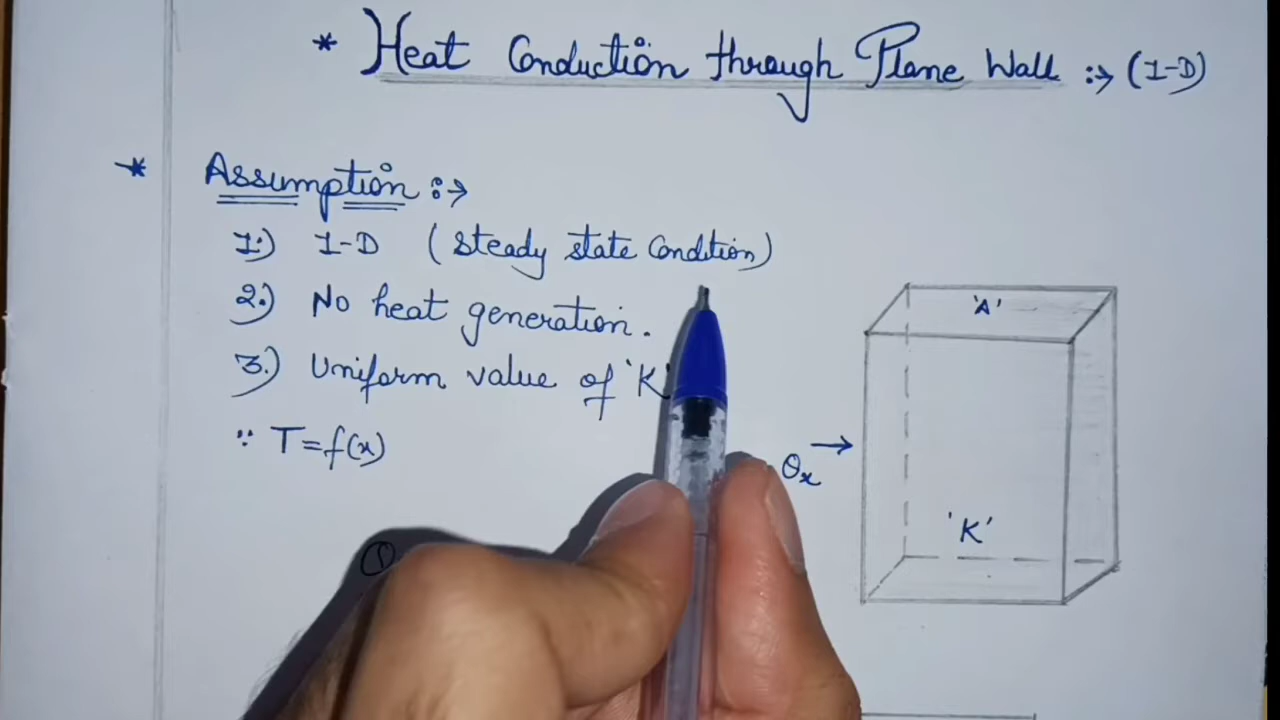 * Heat Conduction through Plane Wall :→ (1-D)
* Assumption :→
1.) 1-D (Steady state Condition)
2.) No heat generation.
3.) Uniform value of 'K'
∵ T=f(x)
'A'
Qx →
'K'
①